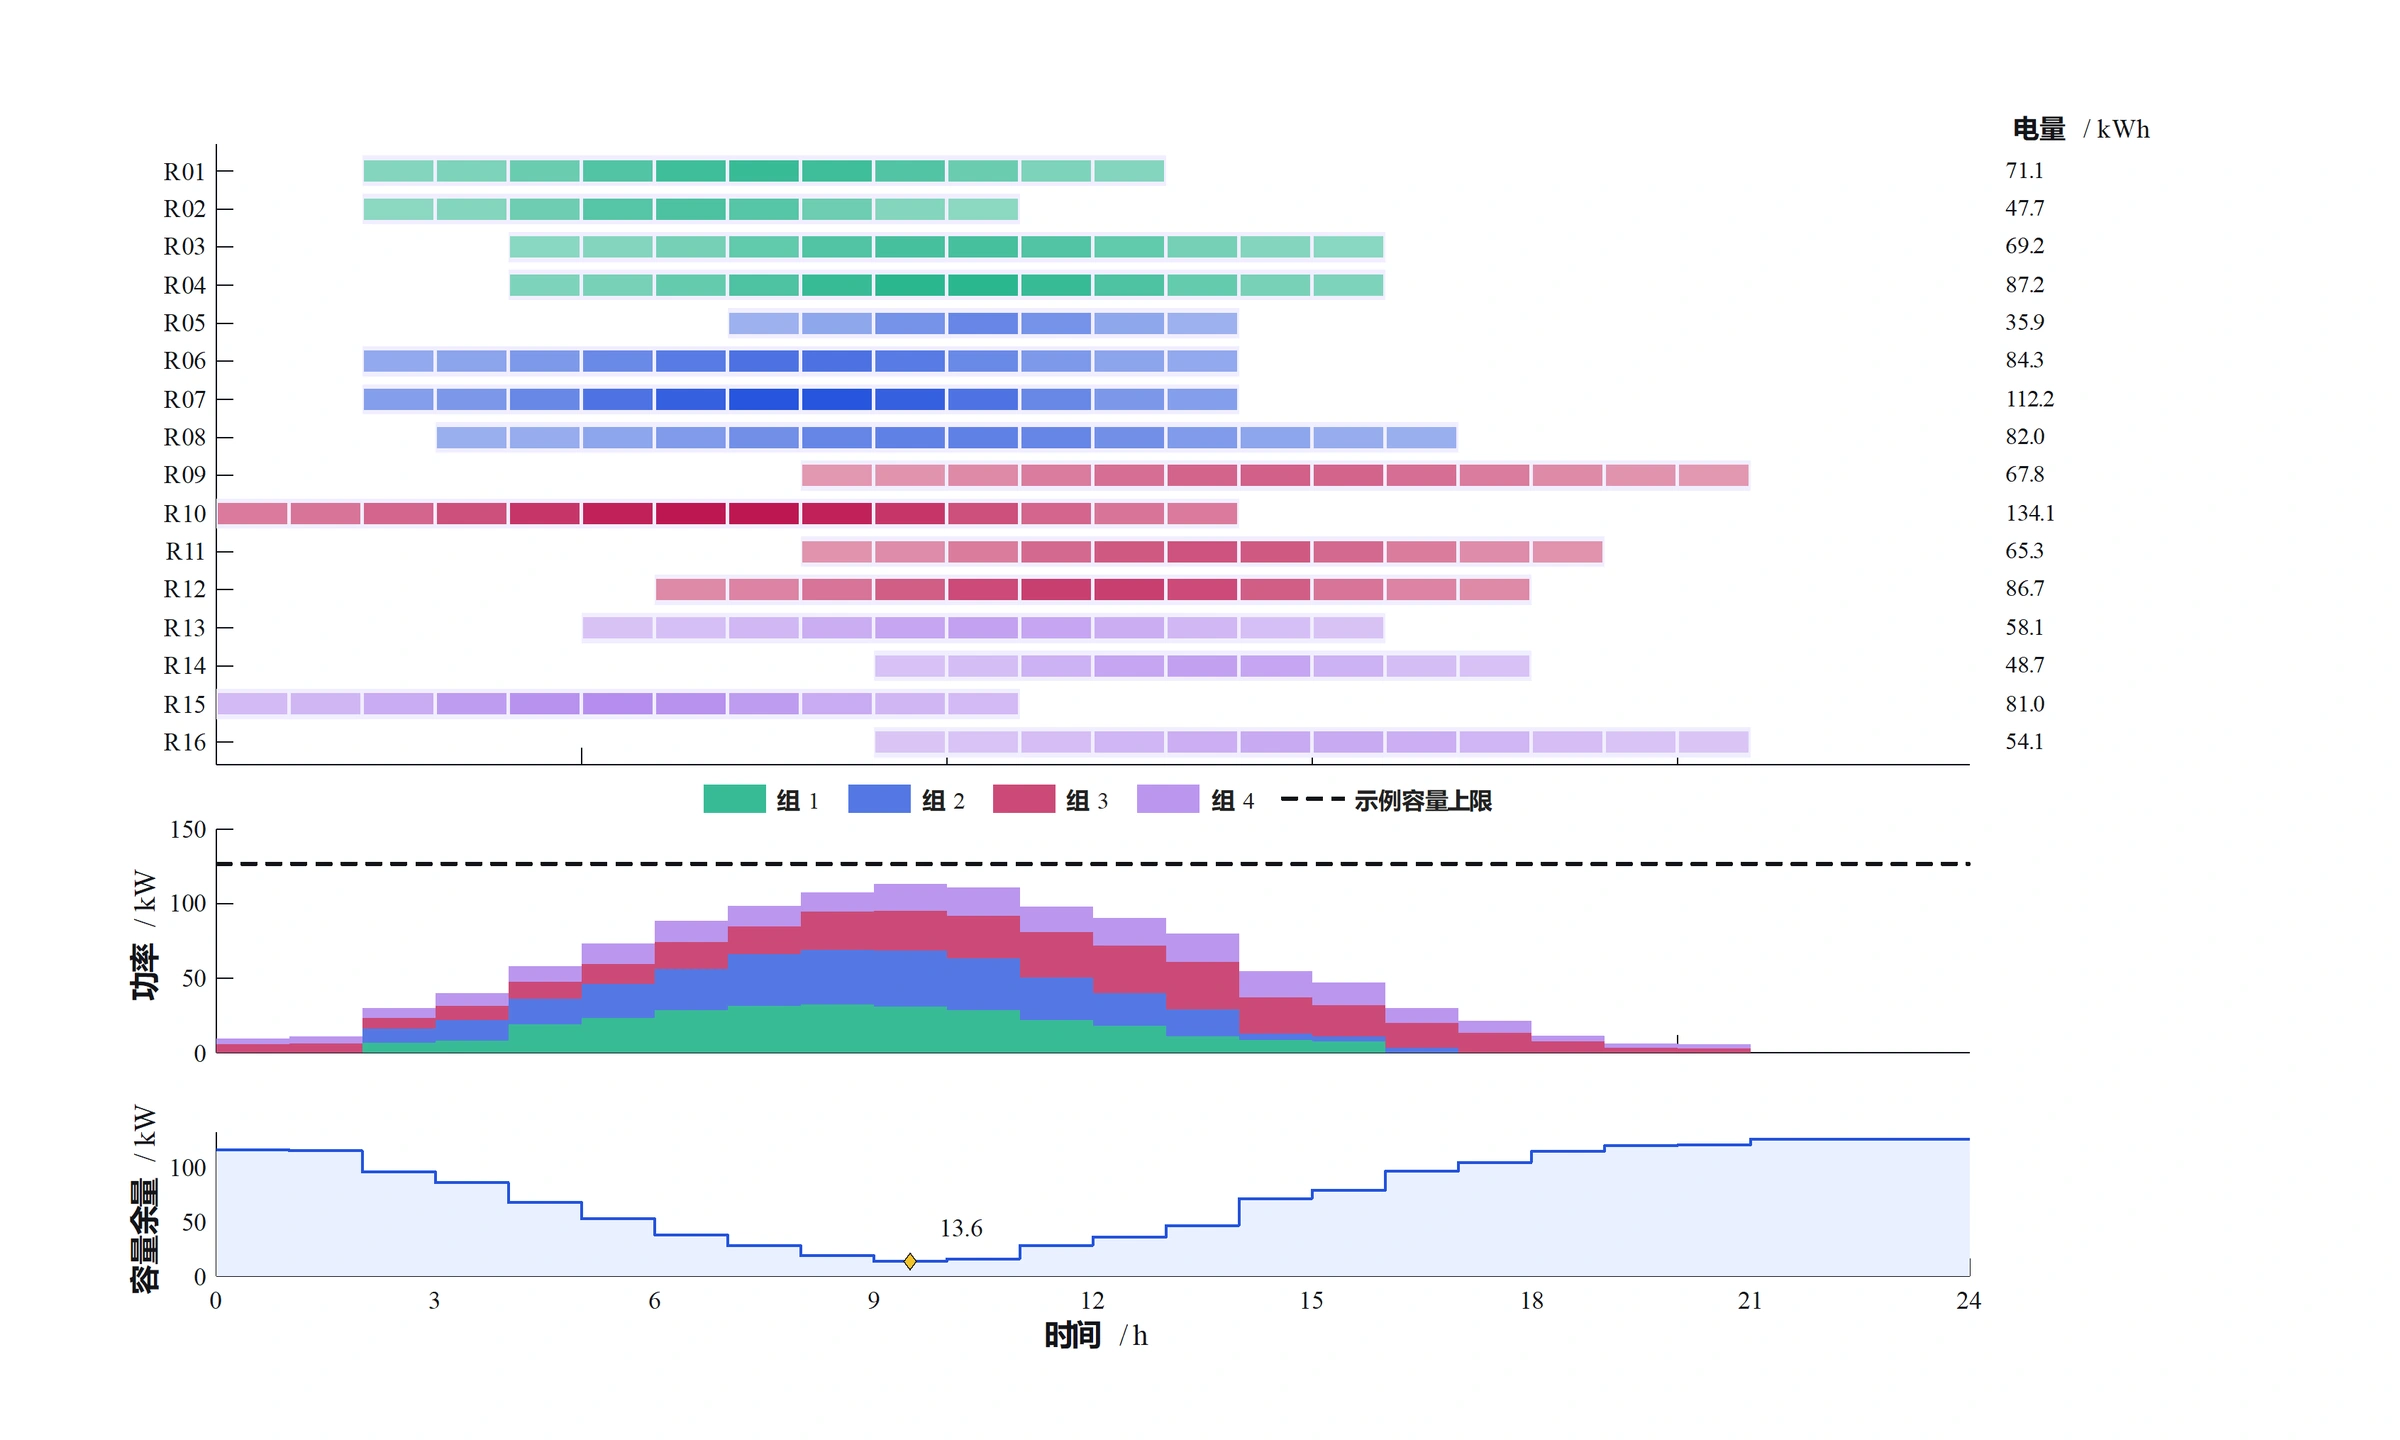 电量 / kWh
R01 71.1
R02 47.7
R03 69.2
R04 87.2
R05 35.9
R06 84.3
R07 112.2
R08 82.0
R09 67.8
R10 134.1
R11 65.3
R12 86.7
R13 58.1
R14 48.7
R15 81.0
R16 54.1
组 1 组 2 组 3 组 4 示例容量上限
功率 / kW
150
100
50
0
容量余量 / kW
100
50
0
13.6
0 3 6 9 12 15 18 21 24
时间 / h